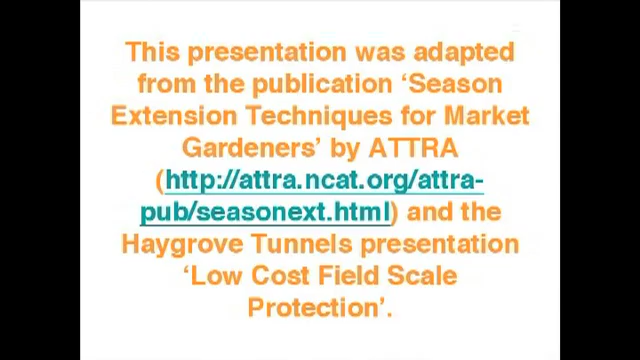 This presentation was adapted
from the publication ‘Season
Extension Techniques for Market
Gardeners’ by ATTRA
(http://attra.ncat.org/attra-
pub/seasonext.html) and the
Haygrove Tunnels presentation
‘Low Cost Field Scale
Protection’.